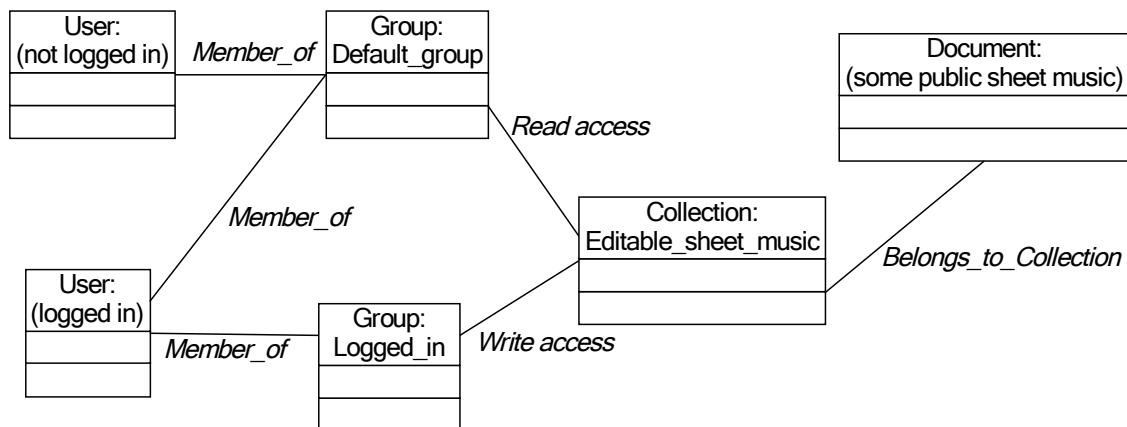 User:
(not logged in)
Member_of
Group:
Default_group
Document:
(some public sheet music)
Read access
Member_of
Collection:
Editable_sheet_music
Belongs_to_Collection
User:
(logged in)
Member_of
Group:
Logged_in
Write access